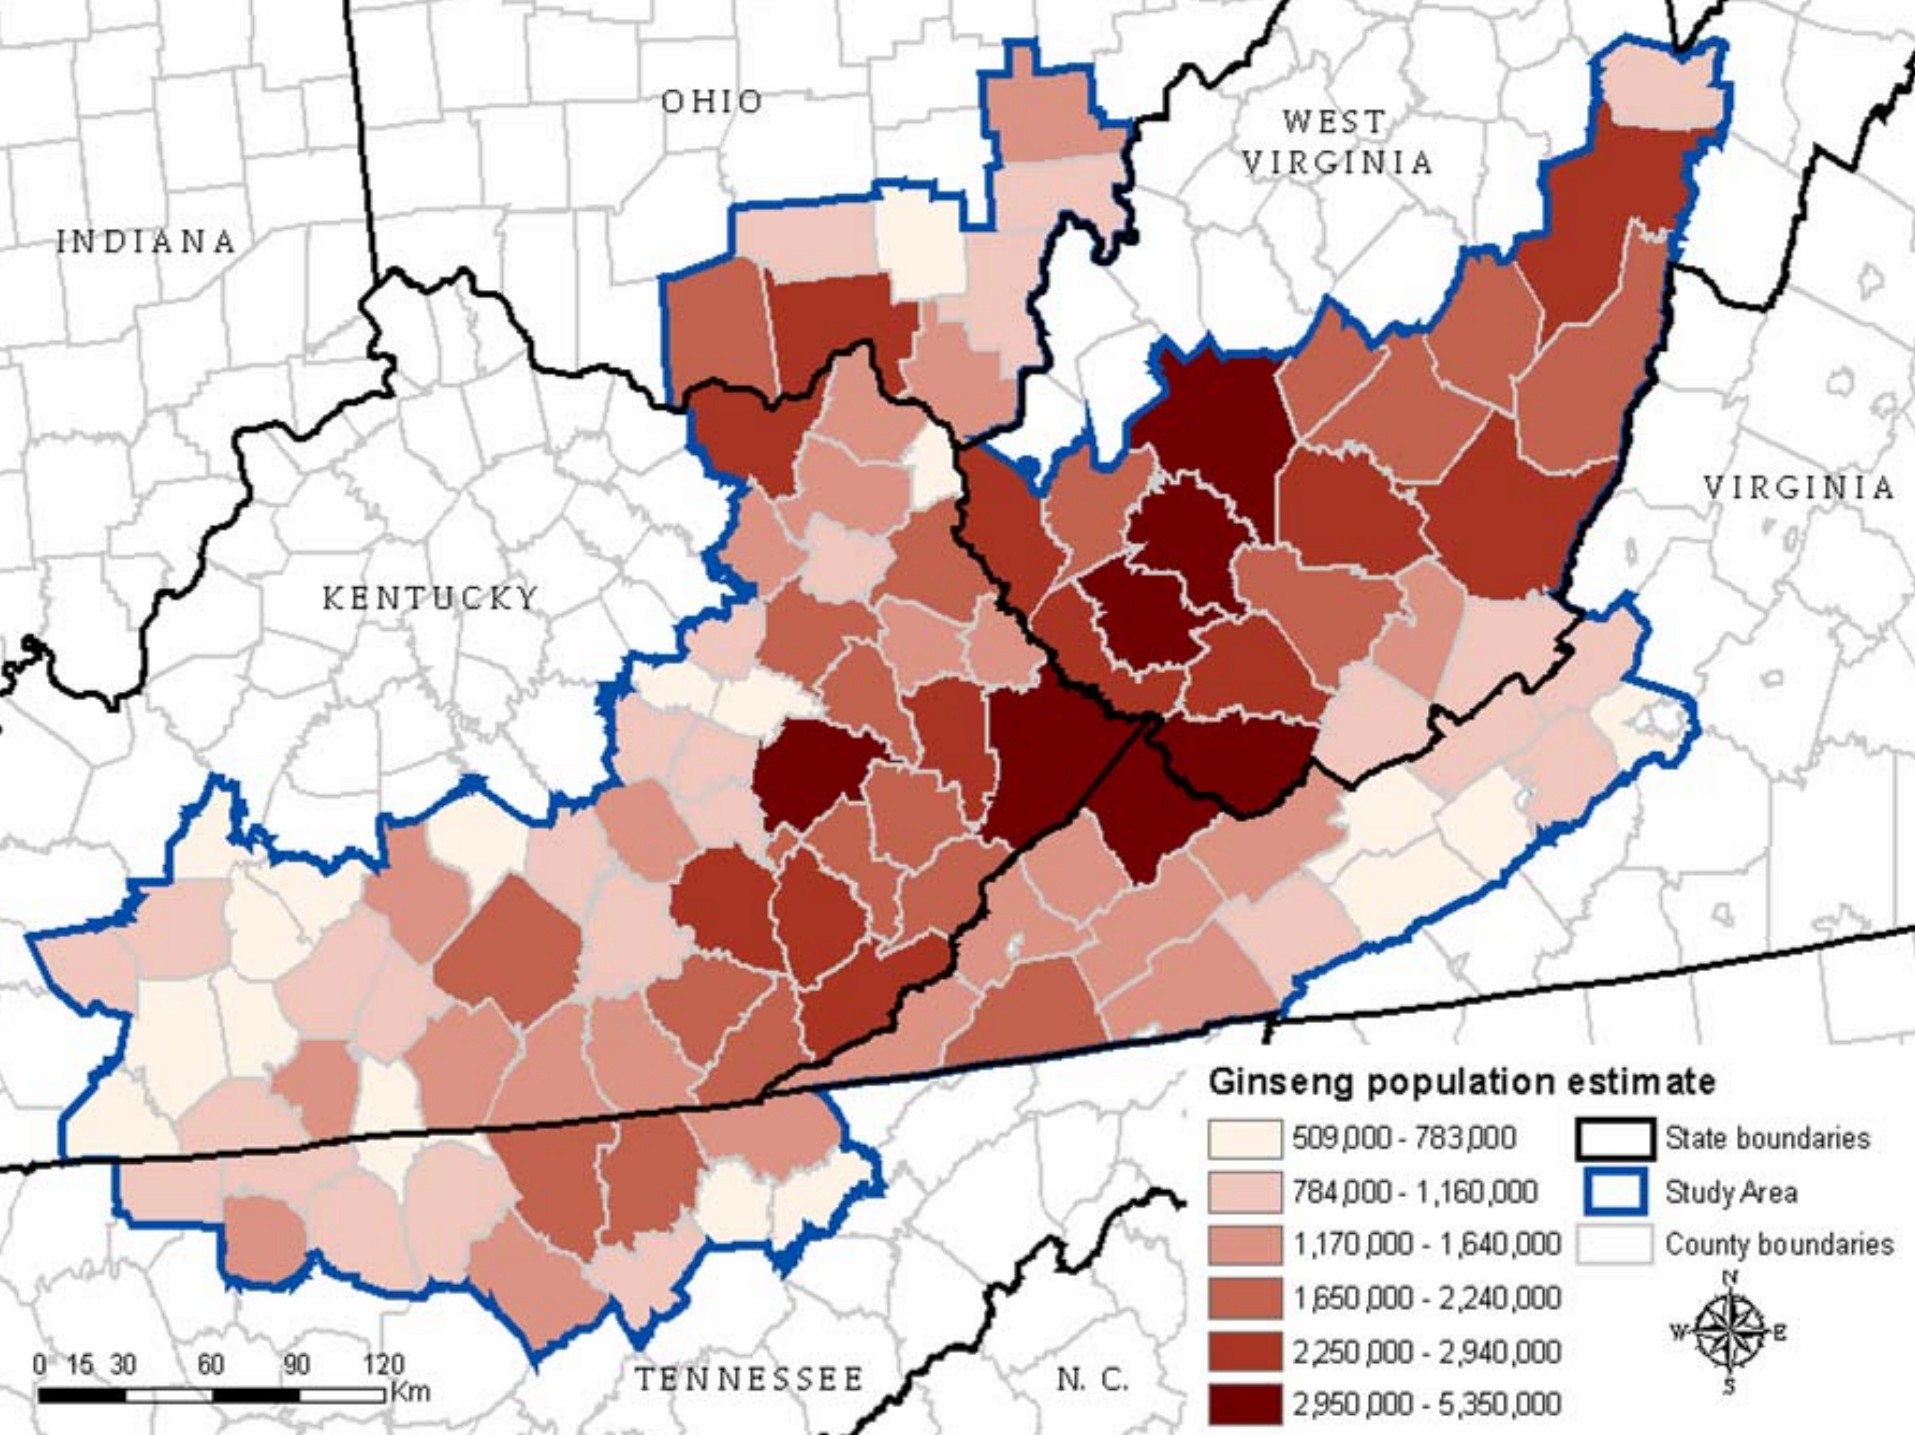 OHIO
WEST
VIRGINIA
INDIANA
VIRGINIA
KENTUCKY
Ginseng population estimate
509,000 - 783,000
State boundaries
784,000 - 1,160,000
Study Area
1,170,000 - 1,640,000
County boundaries
1,650,000 - 2,240,000
N
W
E
S
2,250,000 - 2,940,000
2,950,000 - 5,350,000
0 15 30 60 90 120
Km
TENNESSEE
N. C.